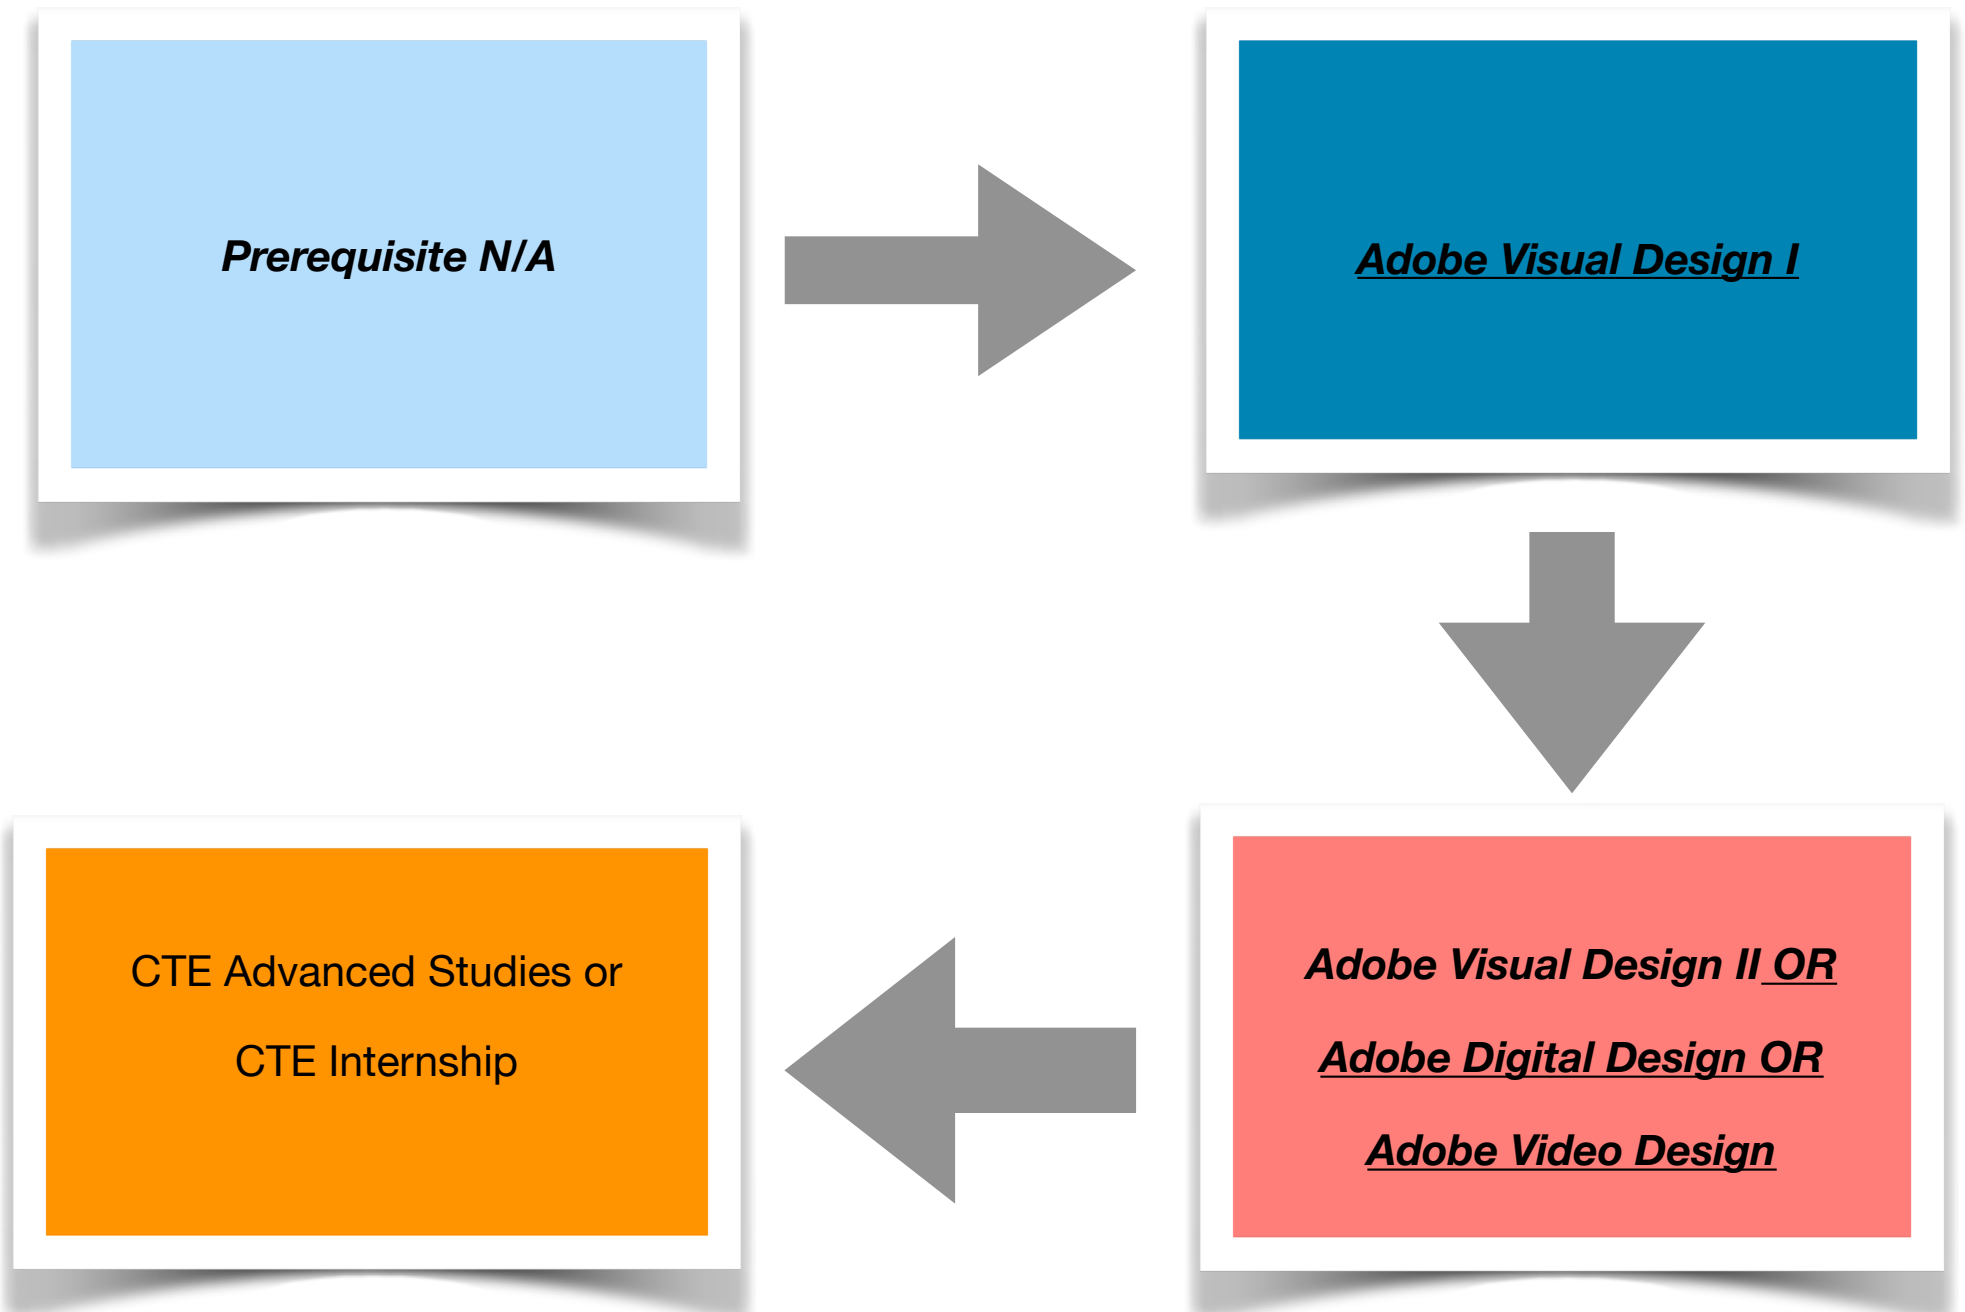 Prerequisite N/A
Adobe Visual Design I
Adobe Visual Design II OR
Adobe Digital Design OR
Adobe Video Design
CTE Advanced Studies or
CTE Internship